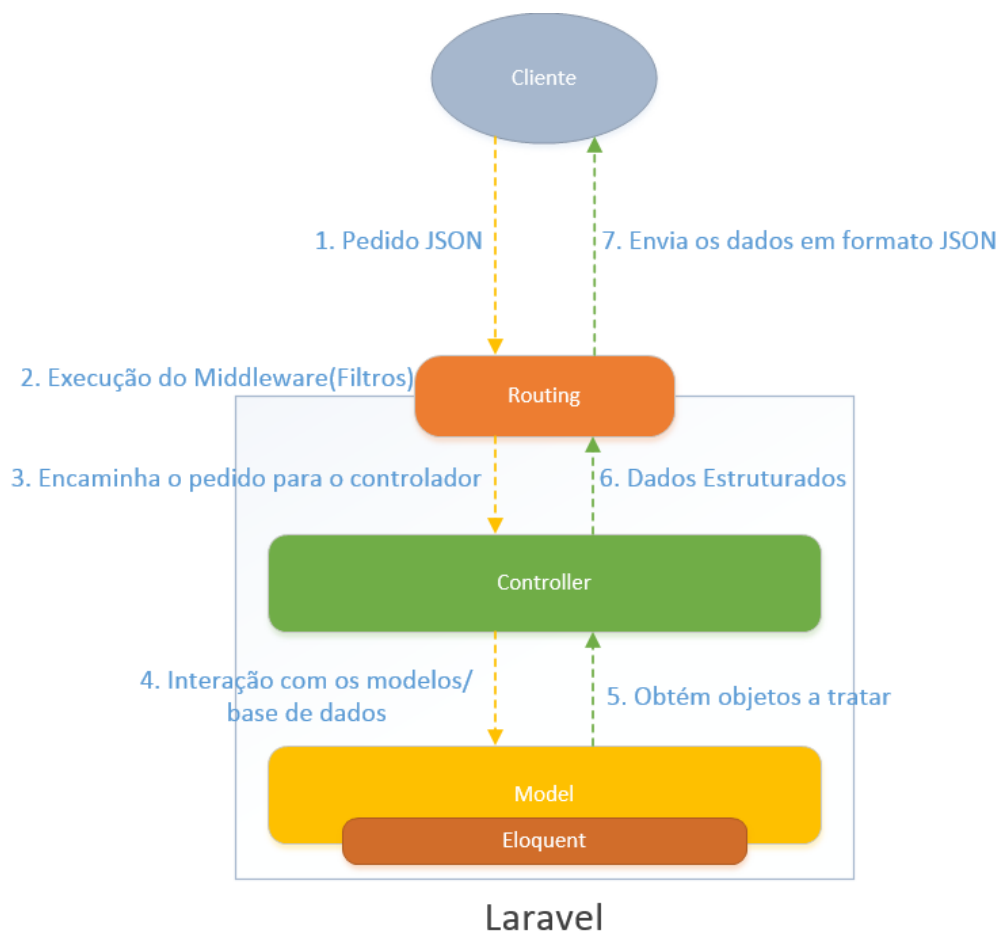 Cliente
1. Pedido JSON
7. Envia os dados em formato JSON
2. Execução do Middleware(Filtros)
Routing
3. Encaminha o pedido para o controlador
6. Dados Estruturados
Controller
4. Interação com os modelos/
base de dados
5. Obtém objetos a tratar
Model
Eloquent
Laravel